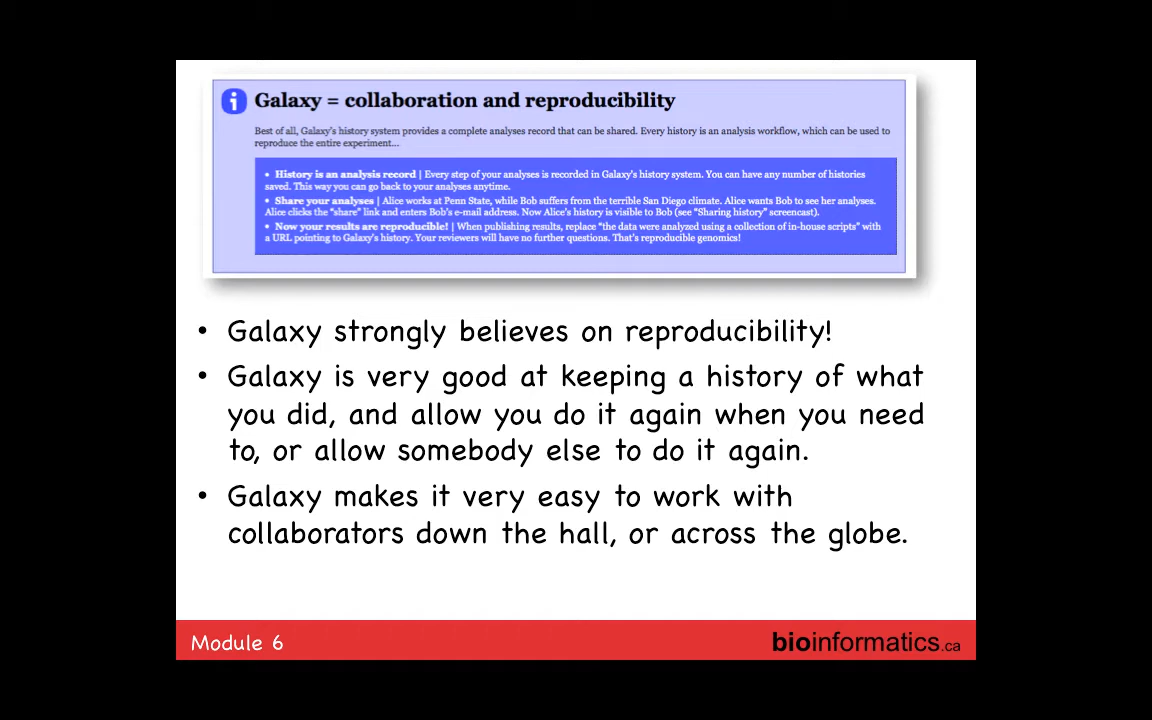 Galaxy = collaboration and reproducibility
Best of all, Galaxy's history system provides a complete analyses record that can be shared. Every history is an analysis workflow, which can be used to
reproduce the entire experiment...
• History is an analysis record | Every step of your analyses is recorded in Galaxy's history system. You can have any number of histories
saved. This way you can go back to your analyses anytime.
• Share your analyses | Alice works at Penn State, while Bob suffers from the terrible San Diego climate. Alice wants Bob to see her analyses.
Alice clicks the "share" link and enters Bob's e-mail address. Now Alice's history is visible to Bob (see "Sharing history" screencast).
• Now your results are reproducible! | When publishing results, replace "the data were analyzed using a collection of in-house scripts" with
a URL pointing to Galaxy's history. Your reviewers will have no further questions. That's reproducible genomics!
• Galaxy strongly believes on reproducibility!
• Galaxy is very good at keeping a history of what
you did, and allow you do it again when you need
to, or allow somebody else to do it again.
• Galaxy makes it very easy to work with
collaborators down the hall, or across the globe.
Module 6
bioinformatics.ca